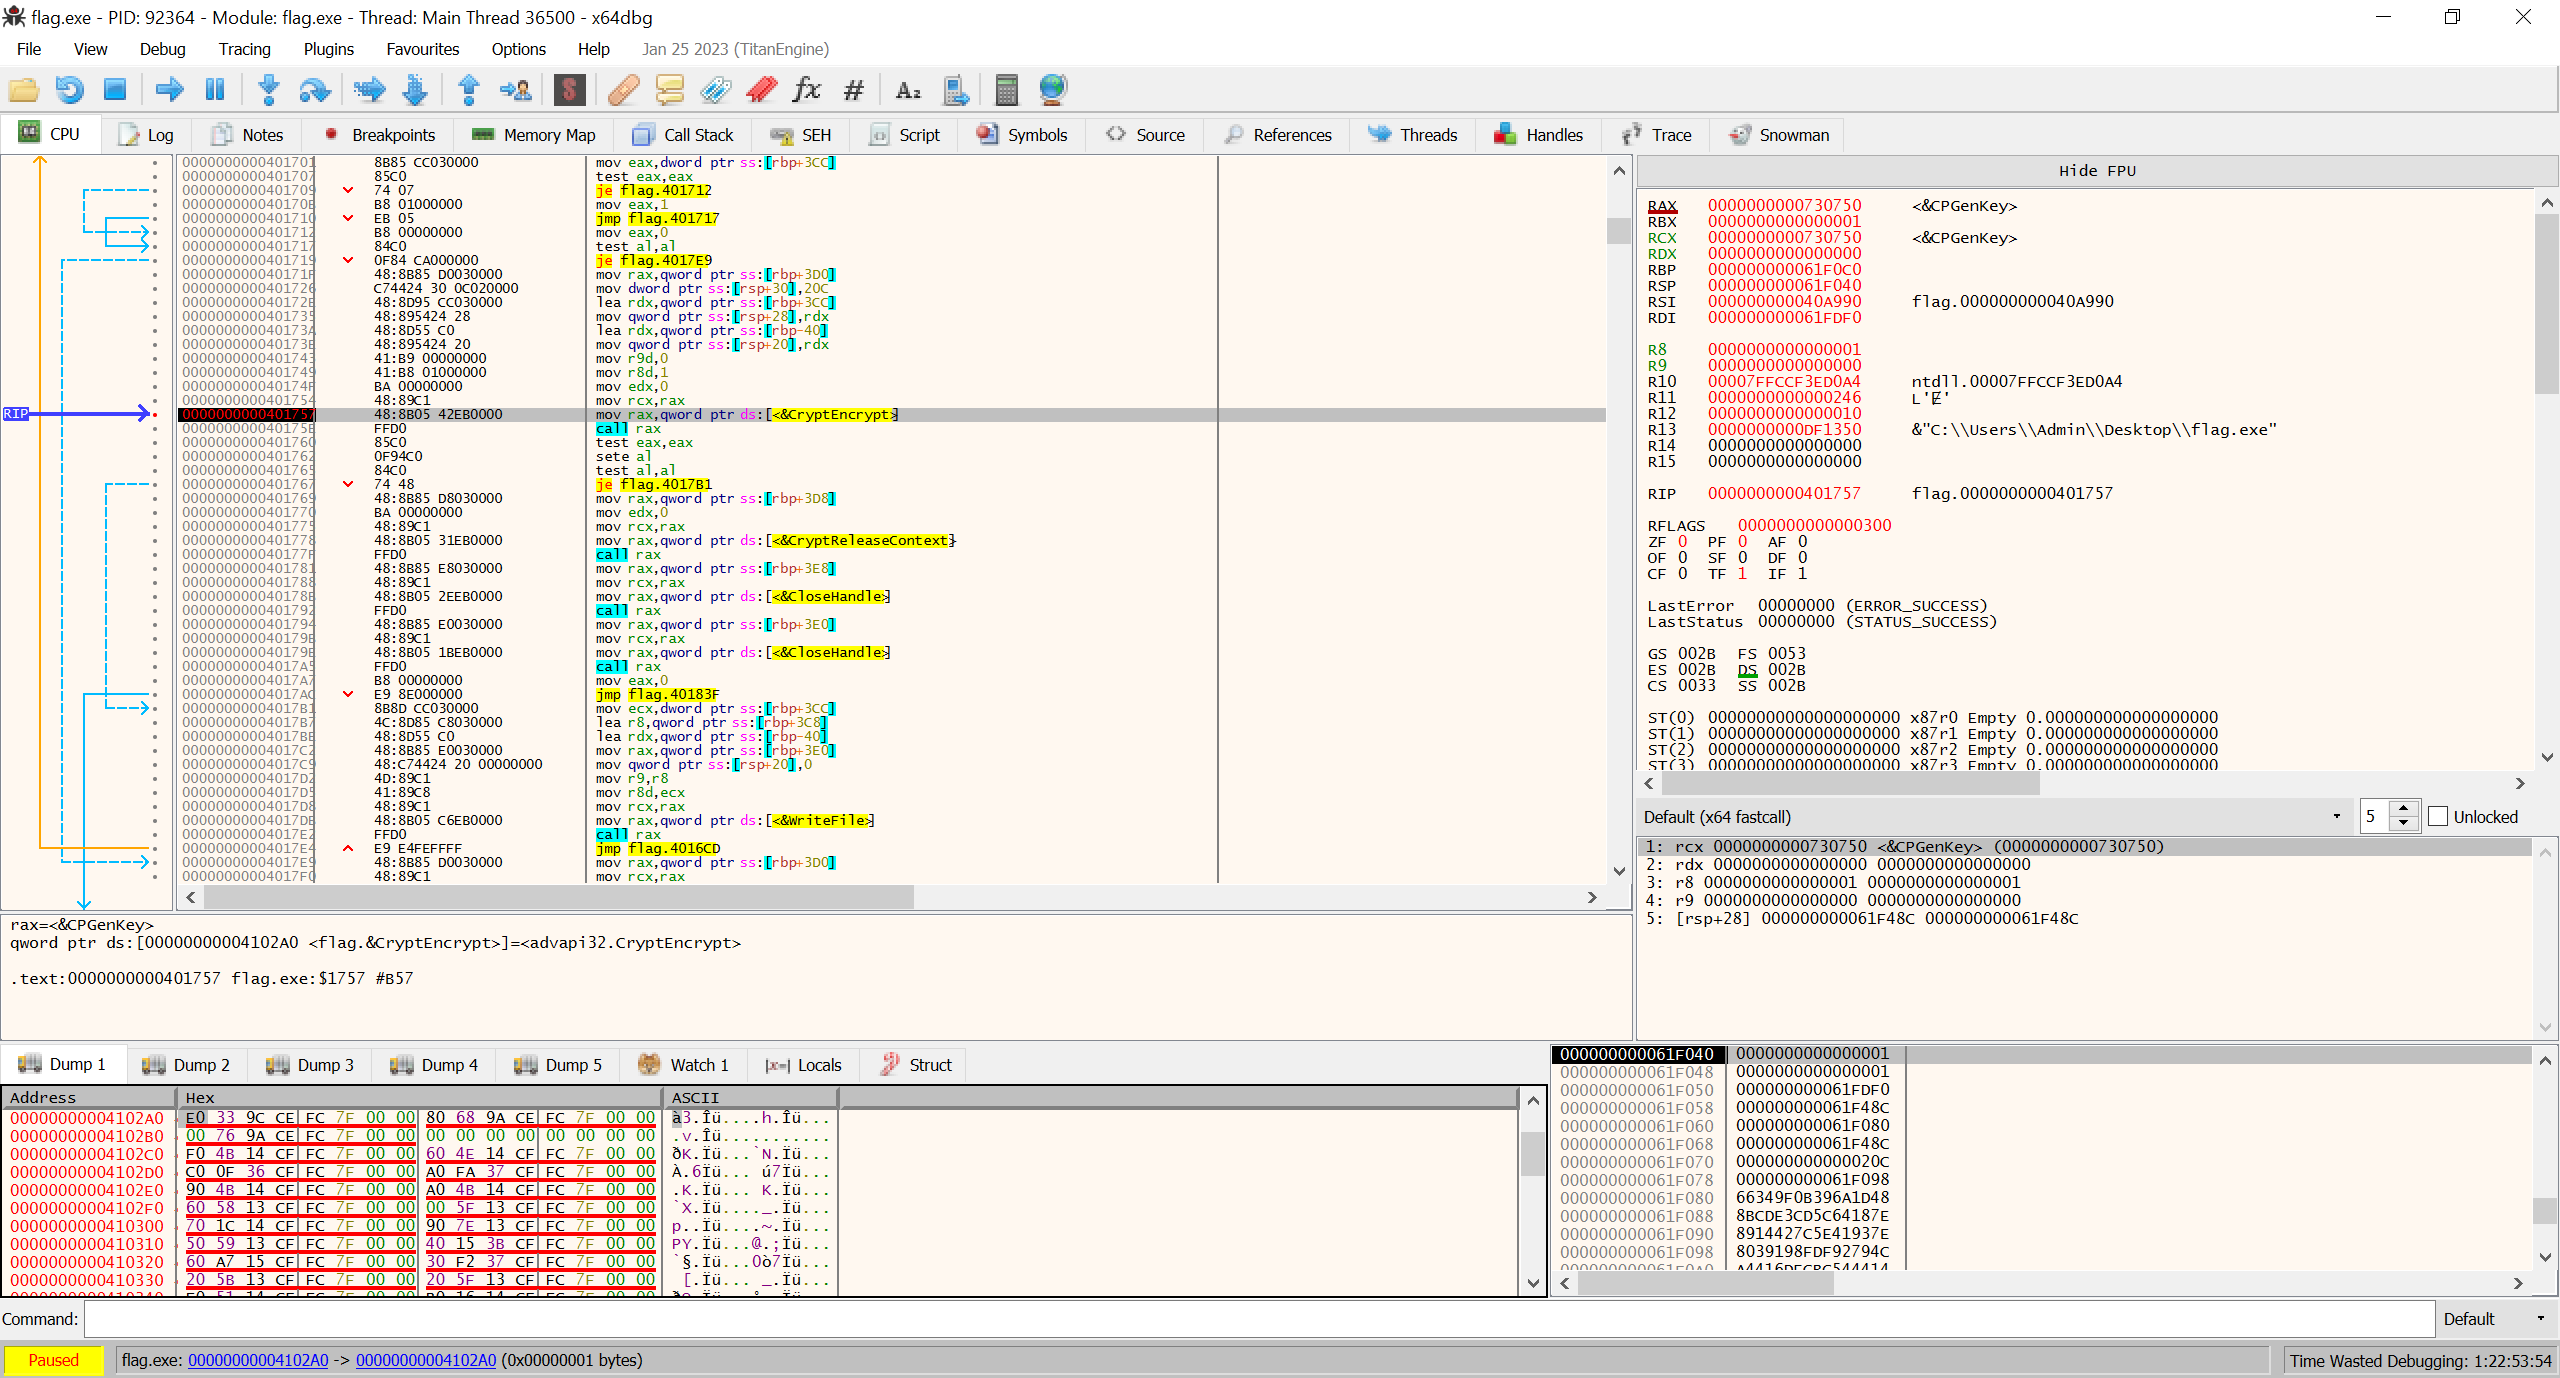 flag.exe - PID: 92364 - Module: flag.exe - Thread: Main Thread 36500 - x64dbg
File View Debug Tracing Plugins Favourites Options Help Jan 25 2023 (TitanEngine)
CPU Log Notes Breakpoints Memory Map Call Stack SEH Script Symbols Source References Threads Handles Trace Snowman
0000000000401701 8B85 CC030000 mov eax,dword ptr ss:[rbp+3CC]
0000000000401707 85C0 test eax,eax
0000000000401709 74 07 je flag.401712
000000000040170B B8 01000000 mov eax,1
0000000000401710 EB 05 jmp flag.401717
0000000000401712 B8 00000000 mov eax,0
0000000000401717 84C0 test al,al
0000000000401719 0F84 CA000000 je flag.4017E9
000000000040171F 48:8B85 D0030000 mov rax,qword ptr ss:[rbp+3D0]
0000000000401726 C74424 30 0C020000 mov dword ptr ss:[rsp+30],20C
000000000040172E 48:8D95 CC030000 lea rdx,qword ptr ss:[rbp+3CC]
0000000000401735 48:895424 28 mov qword ptr ss:[rsp+28],rdx
000000000040173A 48:8D55 C0 lea rdx,qword ptr ss:[rbp-40]
000000000040173E 48:895424 20 mov qword ptr ss:[rsp+20],rdx
0000000000401743 41:B9 00000000 mov r9d,0
0000000000401749 41:B8 01000000 mov r8d,1
000000000040174F BA 00000000 mov edx,0
0000000000401754 48:89C1 mov rcx,rax
RIP 0000000000401757 48:8B05 42EB0000 mov rax,qword ptr ds:[<&CryptEncrypt>]
000000000040175E FFD0 call rax
0000000000401760 85C0 test eax,eax
0000000000401762 0F94C0 sete al
0000000000401765 84C0 test al,al
0000000000401767 74 48 je flag.4017B1
0000000000401769 48:8B85 D8030000 mov rax,qword ptr ss:[rbp+3D8]
0000000000401770 BA 00000000 mov edx,0
0000000000401775 48:89C1 mov rcx,rax
0000000000401778 48:8B05 31EB0000 mov rax,qword ptr ds:[<&CryptReleaseContext>
000000000040177F FFD0 call rax
0000000000401781 48:8B85 E8030000 mov rax,qword ptr ss:[rbp+3E8]
0000000000401788 48:89C1 mov rcx,rax
000000000040178B 48:8B05 2EEB0000 mov rax,qword ptr ds:[<&CloseHandle>]
0000000000401792 FFD0 call rax
0000000000401794 48:8B85 E0030000 mov rax,qword ptr ss:[rbp+3E0]
000000000040179B 48:89C1 mov rcx,rax
000000000040179E 48:8B05 1BEB0000 mov rax,qword ptr ds:[<&CloseHandle>]
00000000004017A5 FFD0 call rax
00000000004017A7 B8 00000000 mov eax,0
00000000004017AC E9 8E000000 jmp flag.40183F
00000000004017B1 8B8D CC030000 mov ecx,dword ptr ss:[rbp+3CC]
00000000004017B7 4C:8D85 C8030000 lea r8,qword ptr ss:[rbp+3C8]
00000000004017BE 48:8D55 C0 lea rdx,qword ptr ss:[rbp-40]
00000000004017C2 48:8B85 E0030000 mov rax,qword ptr ss:[rbp+3E0]
00000000004017C9 48:C74424 20 00000000 mov qword ptr ss:[rsp+20],0
00000000004017D2 4D:89C1 mov r9,r8
00000000004017D5 41:89C8 mov r8d,ecx
00000000004017D8 48:89C1 mov rcx,rax
00000000004017DB 48:8B05 C6EB0000 mov rax,qword ptr ds:[<&WriteFile>]
00000000004017E2 FFD0 call rax
00000000004017E4 E9 E4FEFFFF jmp flag.4016CD
00000000004017E9 48:8B85 D0030000 mov rax,qword ptr ss:[rbp+3D0]
00000000004017F0 48:89C1 mov rcx,rax
Hide FPU
RAX 0000000000730750 <&CPGenKey>
RBX 0000000000000001
RCX 0000000000730750 <&CPGenKey>
RDX 0000000000000000
RBP 000000000061F0C0
RSP 000000000061F040
RSI 000000000040A990 flag.000000000040A990
RDI 000000000061FDF0
R8 0000000000000001
R9 0000000000000000
R10 00007FFCCF3ED0A4 ntdll.00007FFCCF3ED0A4
R11 0000000000000246 L'Ɇ'
R12 0000000000000010
R13 0000000000DF1350 &"C:\\Users\\Admin\\Desktop\\flag.exe"
R14 0000000000000000
R15 0000000000000000
RIP 0000000000401757 flag.0000000000401757
RFLAGS 0000000000000300
ZF 0 PF 0 AF 0
OF 0 SF 0 DF 0
CF 0 TF 1 IF 1
LastError 00000000 (ERROR_SUCCESS)
LastStatus 00000000 (STATUS_SUCCESS)
GS 002B FS 0053
ES 002B DS 002B
CS 0033 SS 002B
ST(0) 00000000000000000000 x87r0 Empty 0.000000000000000000
ST(1) 00000000000000000000 x87r1 Empty 0.000000000000000000
ST(2) 00000000000000000000 x87r2 Empty 0.000000000000000000
ST(3) 00000000000000000000 x87r3 Empty 0.000000000000000000
Default (x64 fastcall) 5 Unlocked
1: rcx 0000000000730750 <&CPGenKey> (0000000000730750)
2: rdx 0000000000000000 0000000000000000
3: r8 0000000000000001 0000000000000001
4: r9 0000000000000000 0000000000000000
5: [rsp+28] 000000000061F48C 000000000061F48C
rax=<&CPGenKey>
qword ptr ds:[00000000004102A0 <flag.&CryptEncrypt>]=<advapi32.CryptEncrypt>
.text:0000000000401757 flag.exe:$1757 #B57
Dump 1 Dump 2 Dump 3 Dump 4 Dump 5 Watch 1 Locals Struct
Address Hex ASCII
00000000004102A0 E0 33 9C CE FC 7F 00 00 80 68 9A CE FC 7F 00 00 à3.Îü....h.Îü...
00000000004102B0 00 76 9A CE FC 7F 00 00 00 00 00 00 00 00 00 00 .v.Îü...........
00000000004102C0 F0 4B 14 CF FC 7F 00 00 60 4E 14 CF FC 7F 00 00 ðK.Ïü...`N.Ïü...
00000000004102D0 C0 0F 36 CF FC 7F 00 00 A0 FA 37 CF FC 7F 00 00 À.6Ïü... ú7Ïü...
00000000004102E0 90 4B 14 CF FC 7F 00 00 A0 4B 14 CF FC 7F 00 00 .K.Ïü... K.Ïü...
00000000004102F0 60 58 13 CF FC 7F 00 00 00 5F 13 CF FC 7F 00 00 `X.Ïü...._.Ïü...
0000000000410300 70 1C 14 CF FC 7F 00 00 90 7E 13 CF FC 7F 00 00 p..Ïü....~.Ïü...
0000000000410310 50 59 13 CF FC 7F 00 00 40 15 3B CF FC 7F 00 00 PY.Ïü...@.;Ïü...
0000000000410320 60 A7 15 CF FC 7F 00 00 30 F2 37 CF FC 7F 00 00 `§.Ïü...0ò7Ïü...
0000000000410330 20 5B 13 CF FC 7F 00 00 20 5F 13 CF FC 7F 00 00 [.Ïü... _.Ïü...
000000000061F040 0000000000000001
000000000061F048 0000000000000001
000000000061F050 000000000061FDF0
000000000061F058 000000000061F48C
000000000061F060 000000000061F080
000000000061F068 000000000061F48C
000000000061F070 000000000000020C
000000000061F078 000000000061F098
000000000061F080 66349F0B396A1D48
000000000061F088 8BCDE3CD5C64187E
000000000061F090 8914427C5E41937E
000000000061F098 8039198FDF92794C
Command: Default
Paused flag.exe: 00000000004102A0 -> 00000000004102A0 (0x00000001 bytes) Time Wasted Debugging: 1:22:53:54